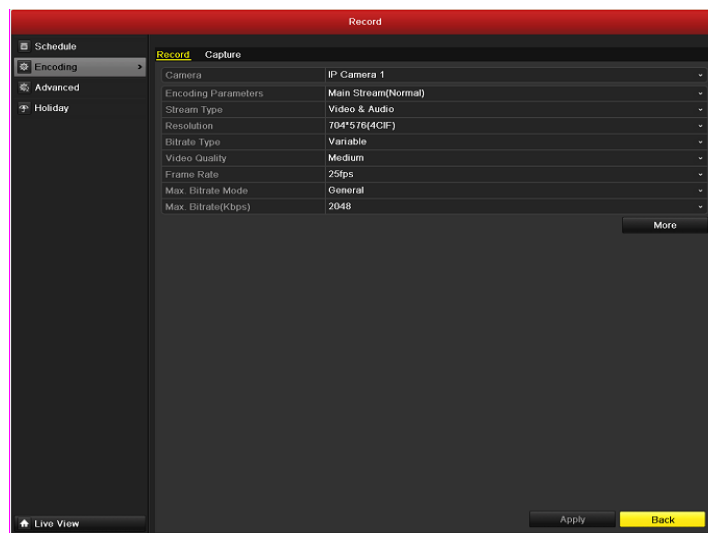 Record
Schedule
Encoding
Advanced
Holiday
Record Capture
Camera IP Camera 1
Encoding Parameters Main Stream(Normal)
Stream Type Video & Audio
Resolution 704*576(4CIF)
Bitrate Type Variable
Video Quality Medium
Frame Rate 25fps
Max. Bitrate Mode General
Max. Bitrate(Kbps) 2048
More
Live View
Apply Back